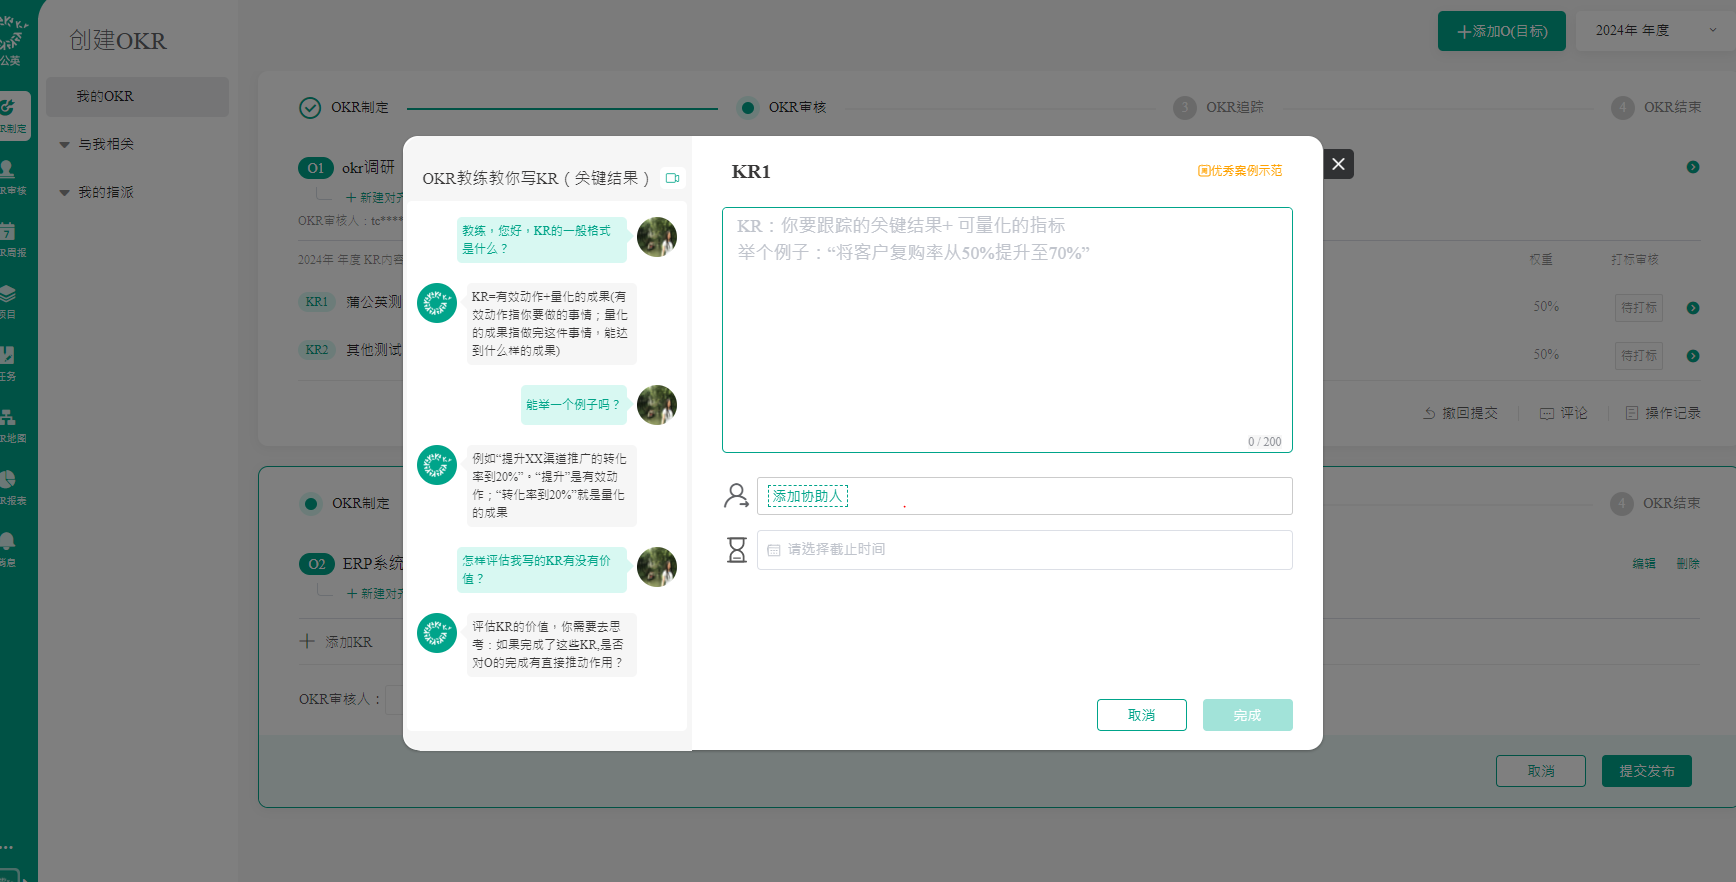 公英
R制定
R审核
7
R周报
项目
任务
R地图
R报表
消息
创建OKR
我的OKR
与我相关
我的指派
添加O(目标)
2024年 年度
OKR制定
OKR审核
3
OKR追踪
4
OKR结束
O1
okr调研
新建对齐
OKR审核人：te****
2024年 年度 KR内容
权重
打标审核
KR1
蒲公英测
50%
待打标
KR2
其他测试
50%
待打标
撤回提交
评论
操作记录
OKR制定
4
OKR结束
O2
ERP系统
编辑
删除
新建对齐
添加KR
OKR审核人：
取消
提交发布
OKR教练教你写KR（关键结果）
教练，您好，KR的一般格式
是什么？
KR=有效动作+量化的成果(有
效动作指你要做的事情；量化
的成果指做完这件事情，能达
到什么样的成果)
能举一个例子吗？
例如“提升XX渠道推广的转化
率到20%”。“提升”是有效动
作；“转化率到20%”就是量化
的成果
怎样评估我写的KR有没有价
值？
评估KR的价值，你需要去思
考：如果完成了这些KR,是否
对O的完成有直接推动作用？
KR1
优秀案例示范
KR：你要跟踪的关键结果+ 可量化的指标
举个例子：“将客户复购率从50%提升至70%”
0 / 200
添加协助人
请选择截止时间
取消
完成